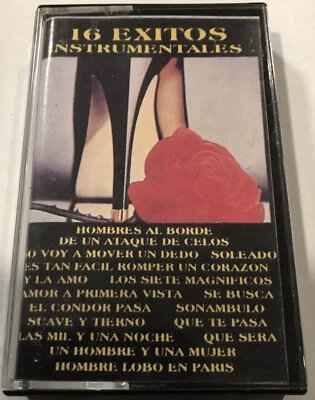 16 EXITOS
INSTRUMENTALES
HOMBRES AL BORDE
DE UN ATAQUE DE CELOS
NO VOY A MOVER UN DEDO SOLEADO
ES TAN FACIL ROMPER UN CORAZON
Y LA AMO LOS SIETE MAGNIFICOS
AMOR A PRIMERA VISTA SE BUSCA
EL CONDOR PASA SONAMBULO
SUAVE Y TIERNO QUE TE PASA
LAS MIL Y UNA NOCHE QUE SERA
UN HOMBRE Y UNA MUJER
HOMBRE LOBO EN PARIS